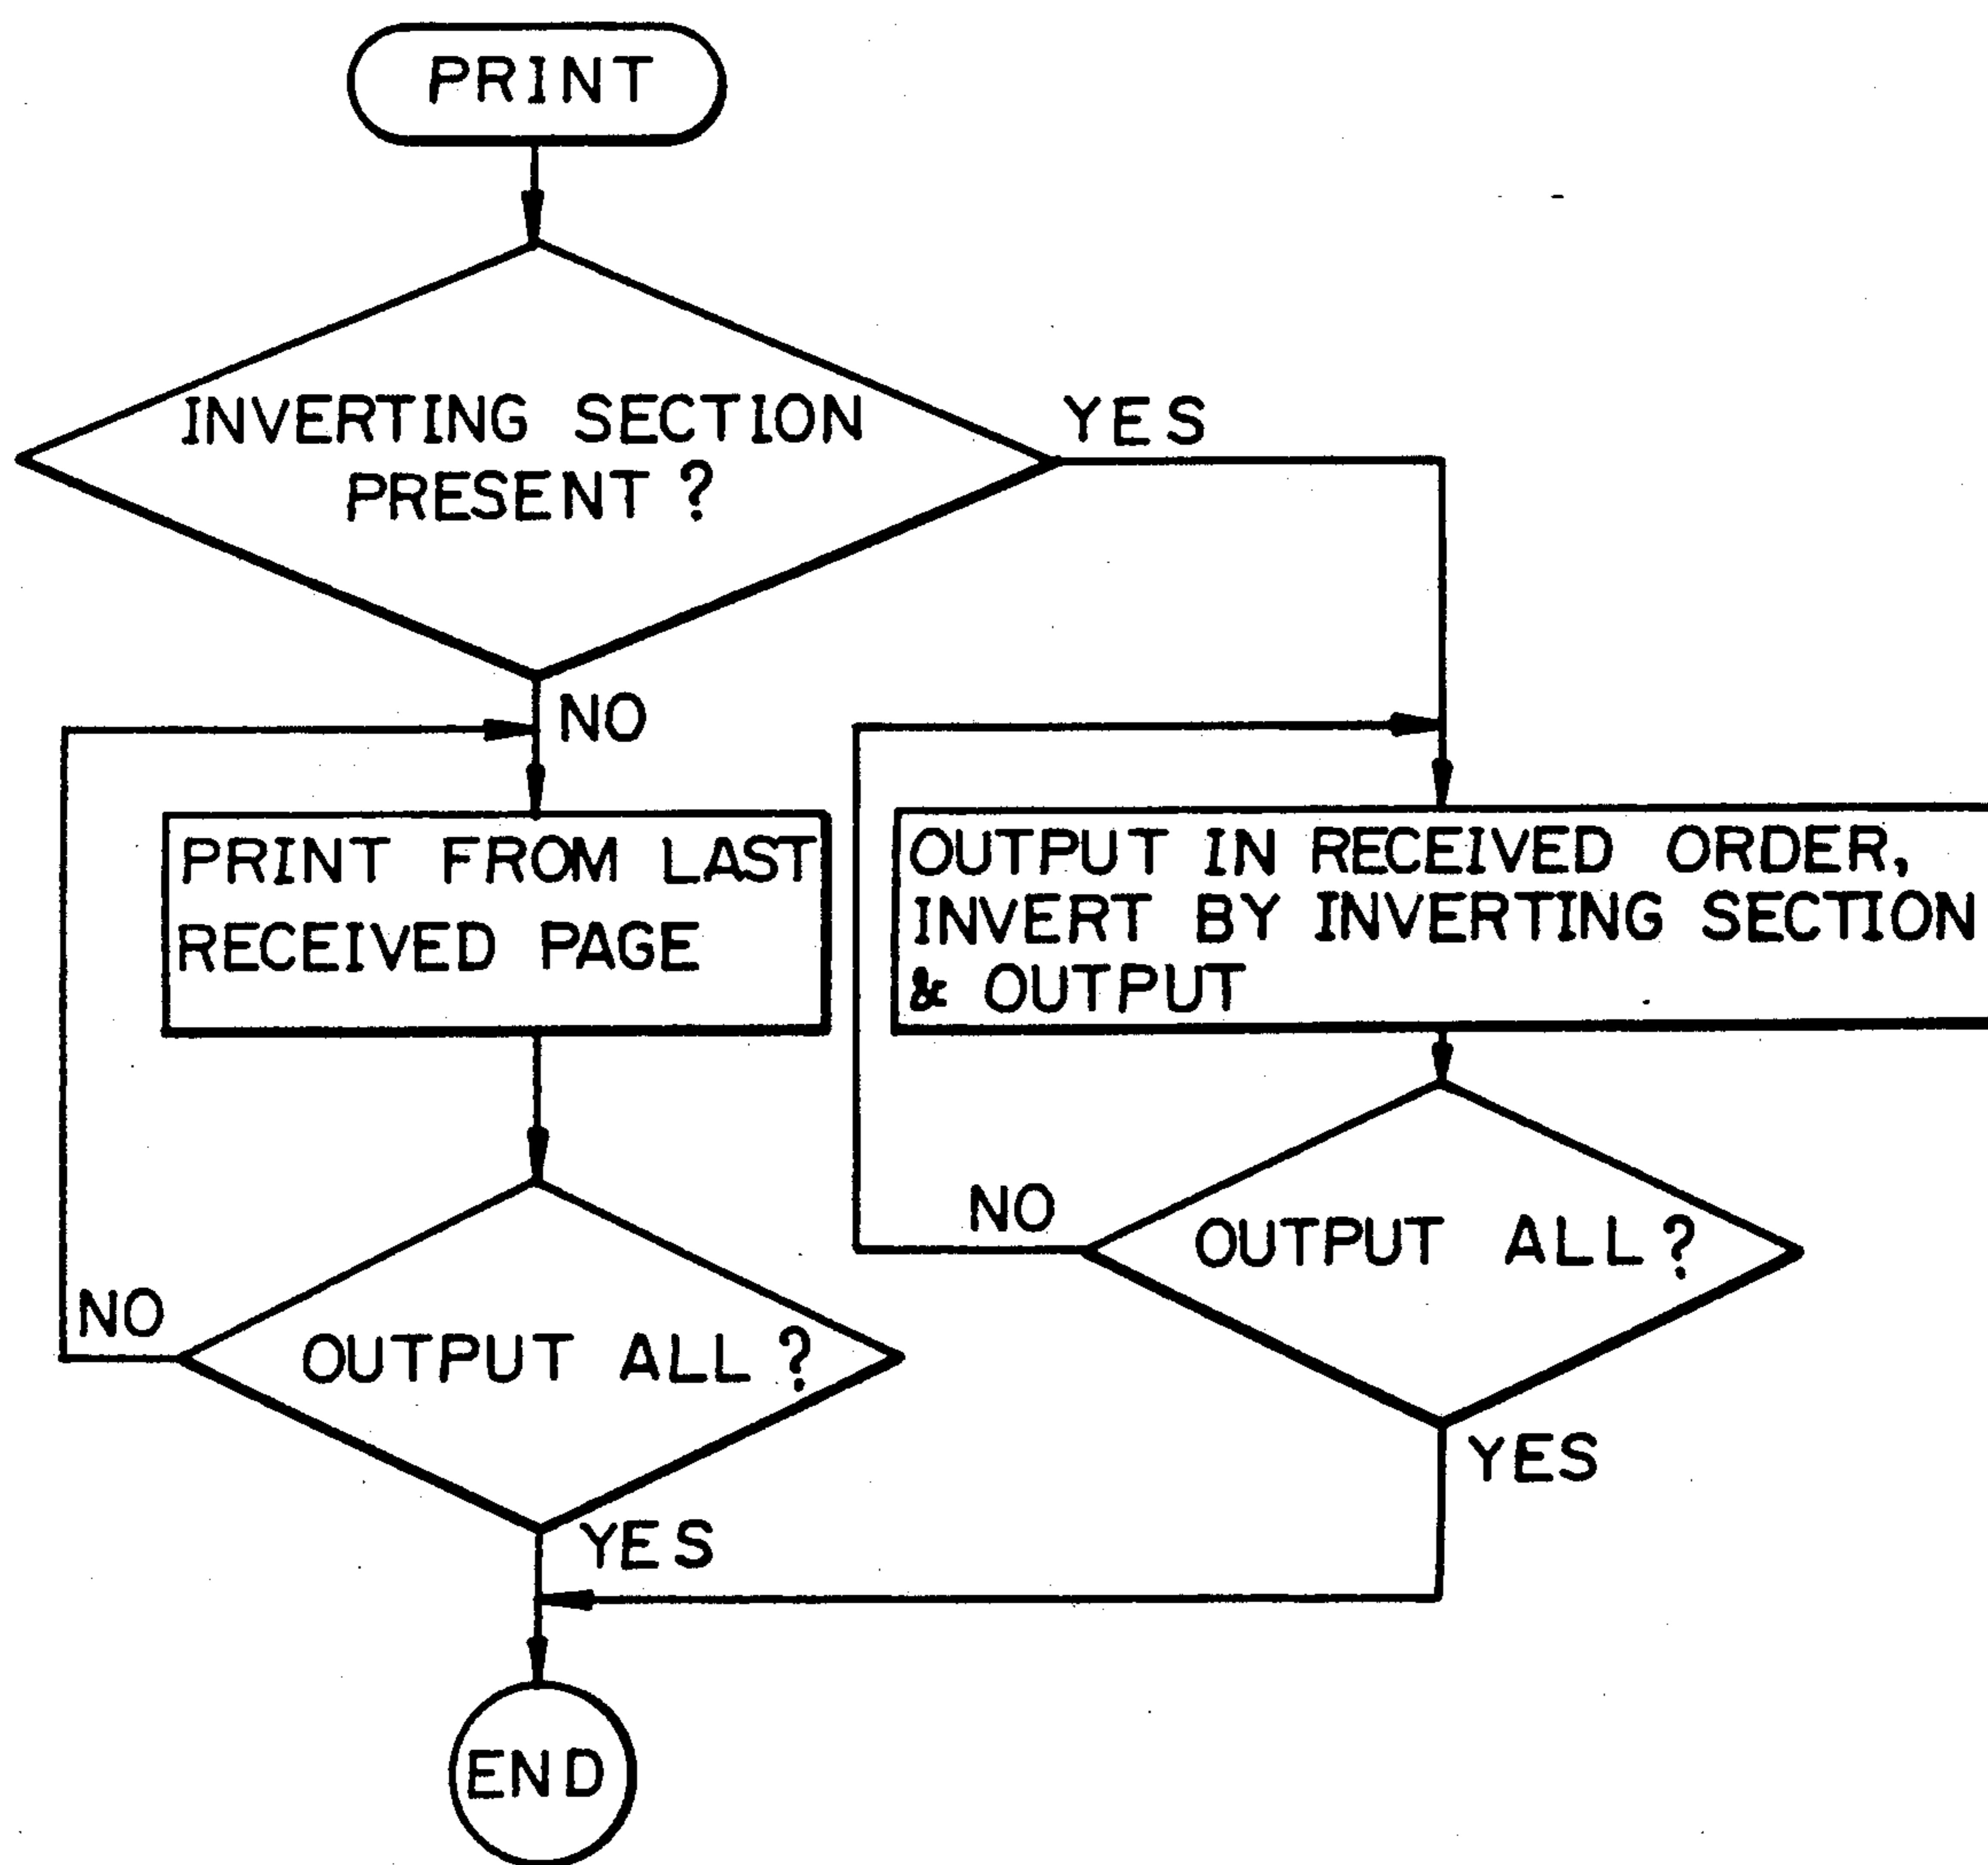 PRINT
INVERTING SECTION
PRESENT ?
YES
NO
PRINT FROM LAST
RECEIVED PAGE
OUTPUT IN RECEIVED ORDER,
INVERT BY INVERTING SECTION
& OUTPUT
NO
OUTPUT ALL ?
YES
NO
OUTPUT ALL ?
YES
END